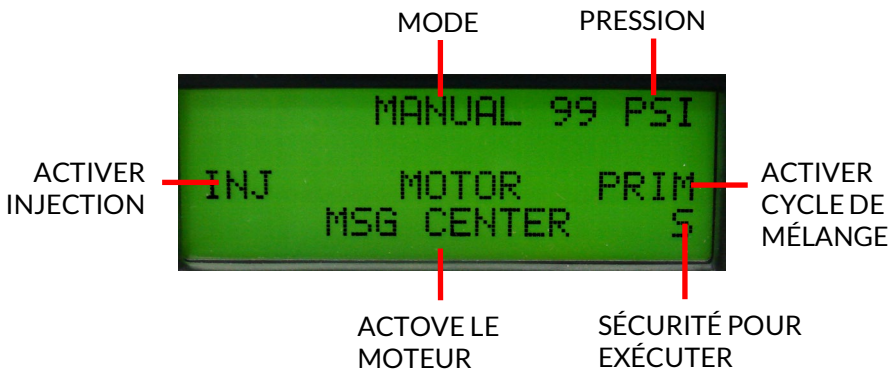 MODE
PRESSION
MANUAL 99 PSI
ACTIVER
INJECTION
INJ MOTOR PRIM
ACTIVER
CYCLE DE
MÉLANGE
MSG CENTER S
ACTOVE LE
MOTEUR
SÉCURITÉ POUR
EXÉCUTER